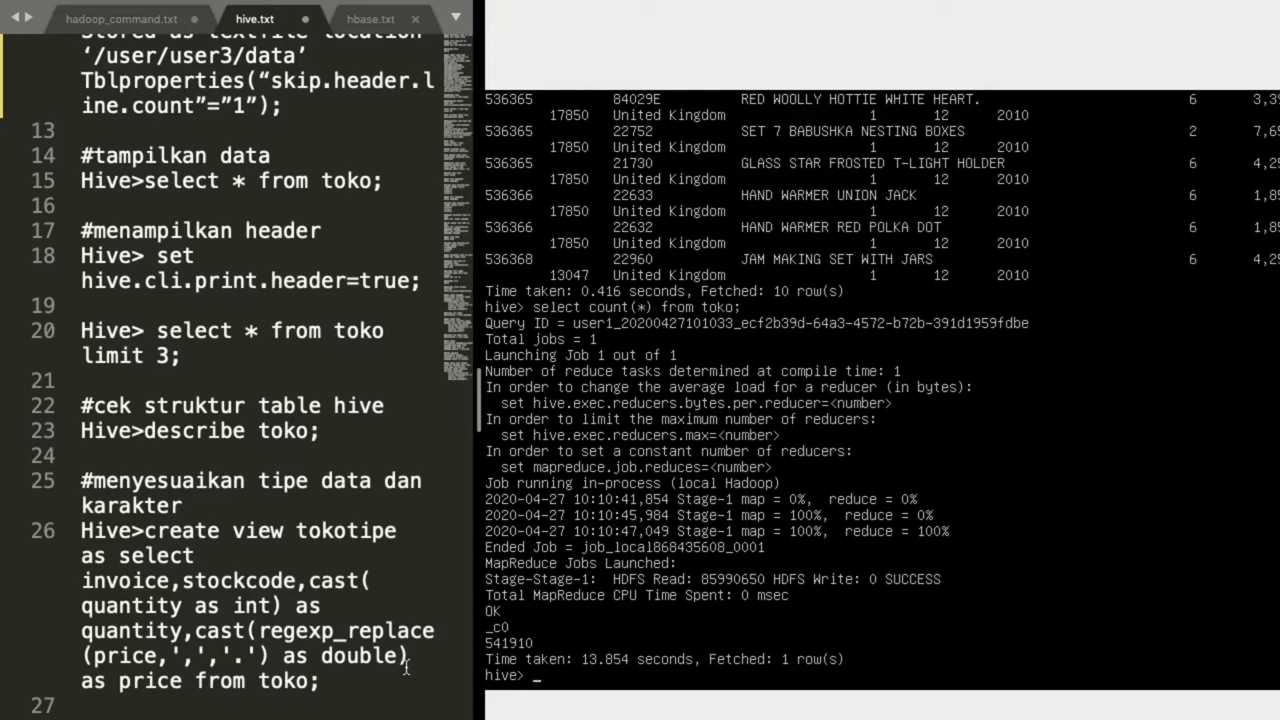 hadoop_command.txt
hive.txt
hbase.txt
Stored as textfile location
‘/user/user3/data’
Tblproperties(“skip.header.l
ine.count”=”1”);
13
14 #tampilkan data
15 Hive>select * from toko;
16
17 #menampilkan header
18 Hive> set
hive.cli.print.header=true;
19
20 Hive> select * from toko
limit 3;
21
22 #cek struktur table hive
23 Hive>describe toko;
24
25 #menyesuaikan tipe data dan
karakter
26 Hive>create view tokotipe
as select
invoice,stockcode,cast(
quantity as int) as
quantity,cast(regexp_replace
(price,',','.') as double)
as price from toko;
27
536365 84029E RED WOOLLY HOTTIE WHITE HEART. 6 3,3
17850 United Kingdom 1 12 2010
536365 22752 SET 7 BABUSHKA NESTING BOXES 2 7,6
17850 United Kingdom 1 12 2010
536365 21730 GLASS STAR FROSTED T-LIGHT HOLDER 6 4,2
17850 United Kingdom 1 12 2010
536366 22633 HAND WARMER UNION JACK 6 1,8
17850 United Kingdom 1 12 2010
536366 22632 HAND WARMER RED POLKA DOT 6 1,8
17850 United Kingdom 1 12 2010
536368 22960 JAM MAKING SET WITH JARS 6 4,2
13047 United Kingdom 1 12 2010
Time taken: 0.416 seconds, Fetched: 10 row(s)
hive> select count(*) from toko;
Query ID = user1_20200427101033_ecf2b39d-64a3-4572-b72b-391d1959fdbe
Total jobs = 1
Launching Job 1 out of 1
Number of reduce tasks determined at compile time: 1
In order to change the average load for a reducer (in bytes):
set hive.exec.reducers.bytes.per.reducer=<number>
In order to limit the maximum number of reducers:
set hive.exec.reducers.max=<number>
In order to set a constant number of reducers:
set mapreduce.job.reduces=<number>
Job running in-process (local Hadoop)
2020-04-27 10:10:41,854 Stage-1 map = 0%, reduce = 0%
2020-04-27 10:10:45,984 Stage-1 map = 100%, reduce = 0%
2020-04-27 10:10:47,049 Stage-1 map = 100%, reduce = 100%
Ended Job = job_local868435608_0001
MapReduce Jobs Launched:
Stage-Stage-1: HDFS Read: 85990650 HDFS Write: 0 SUCCESS
Total MapReduce CPU Time Spent: 0 msec
OK
_c0
541910
Time taken: 13.854 seconds, Fetched: 1 row(s)
hive> _